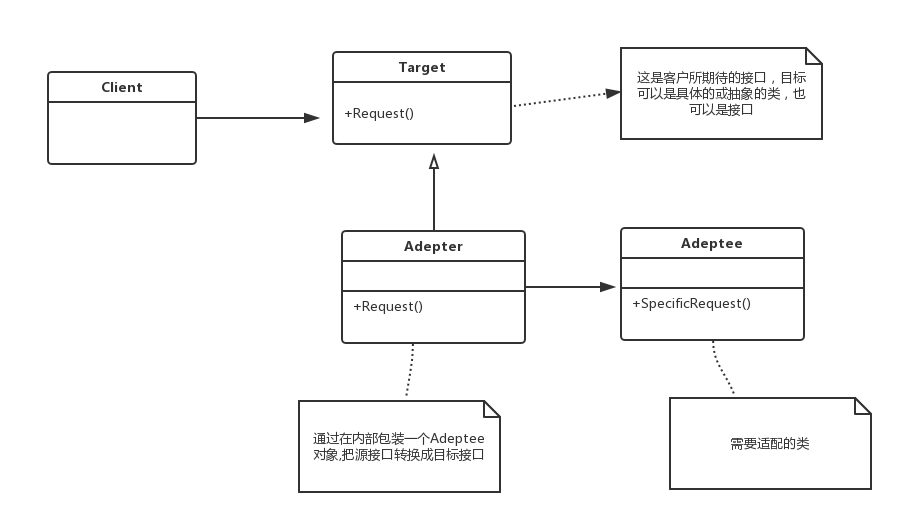 Client
Target
+Request()
这是客户所期待的接口，目标
可以是具体的或抽象的类，也
可以是接口
Adepter
+Request()
Adeptee
+SpecificRequest()
通过在内部包装一个Adeptee
对象,把源接口转换成目标接口
需要适配的类